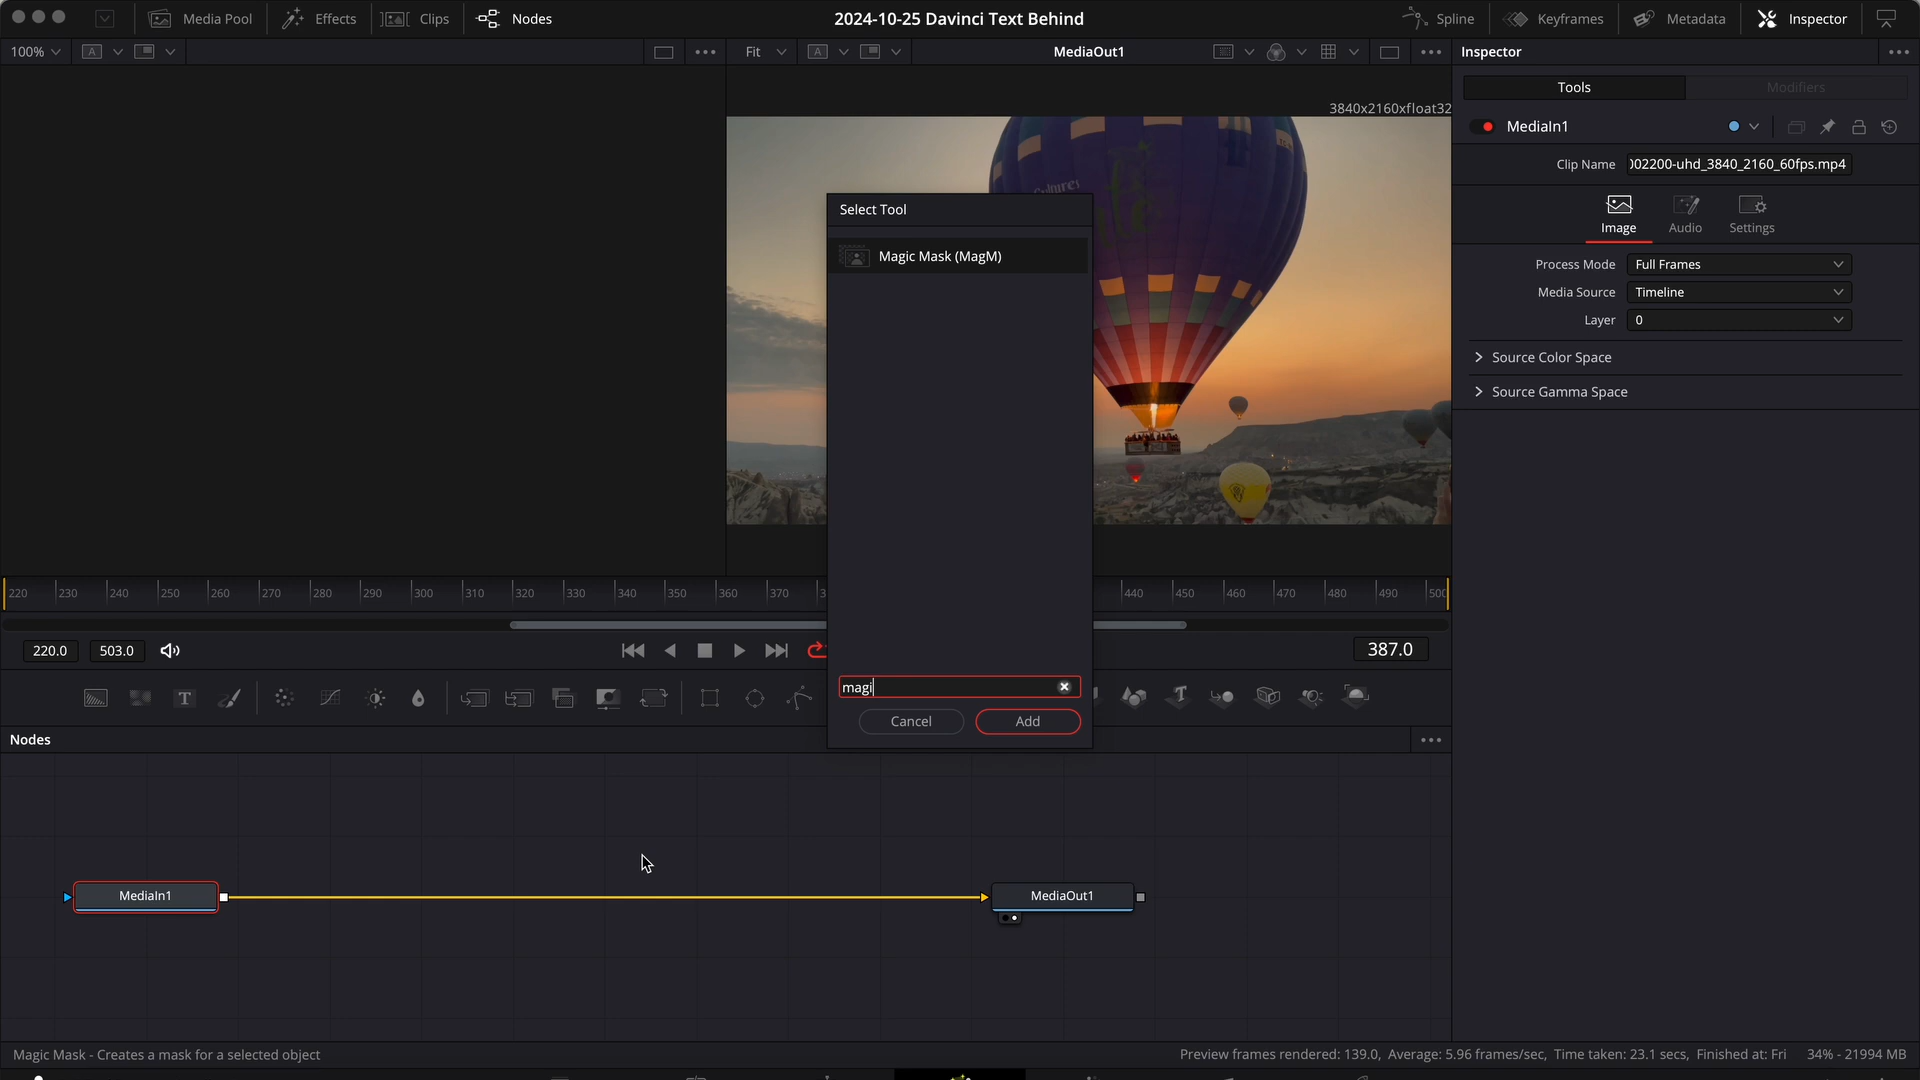 Media Pool
Effects
Clips
Nodes
2024-10-25 Davinci Text Behind
Spline
Keyframes
Metadata
Inspector
100%
A
Fit
A
MediaOut1
Inspector
3840x2160xfloat32
Tools
Modifiers
MediaIn1
Clip Name
002200-uhd_3840_2160_60fps.mp4
Image
Audio
Settings
Process Mode
Full Frames
Media Source
Timeline
Layer
0
Source Color Space
Source Gamma Space
Select Tool
Magic Mask (MagM)
magi
Cancel
Add
220 230 240 250 260 270 280 290 300 310 320 330 340 350 360 370 3 440 450 460 470 480 490 500
220.0
503.0
387.0
T
T
Nodes
MediaIn1
MediaOut1
Magic Mask - Creates a mask for a selected object
Preview frames rendered: 139.0, Average: 5.96 frames/sec, Time taken: 23.1 secs, Finished at: Fri
34% - 21994 MB